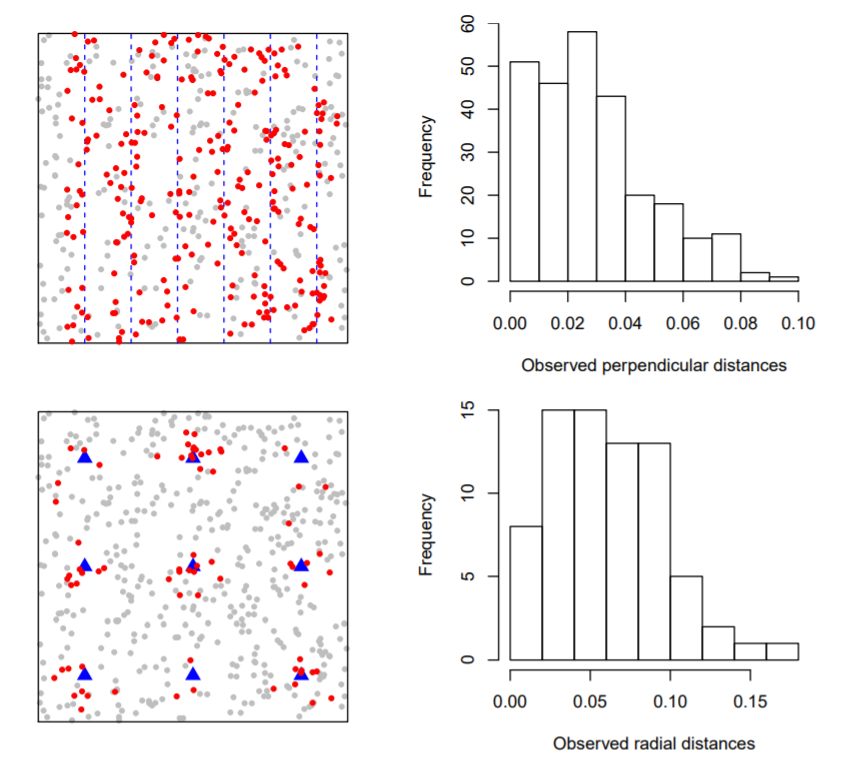 60
50
40
30
20
10
0
Frequency
0.00 0.02 0.04 0.06 0.08 0.10
Observed perpendicular distances
15
10
5
0
Frequency
0.00 0.05 0.10 0.15
Observed radial distances